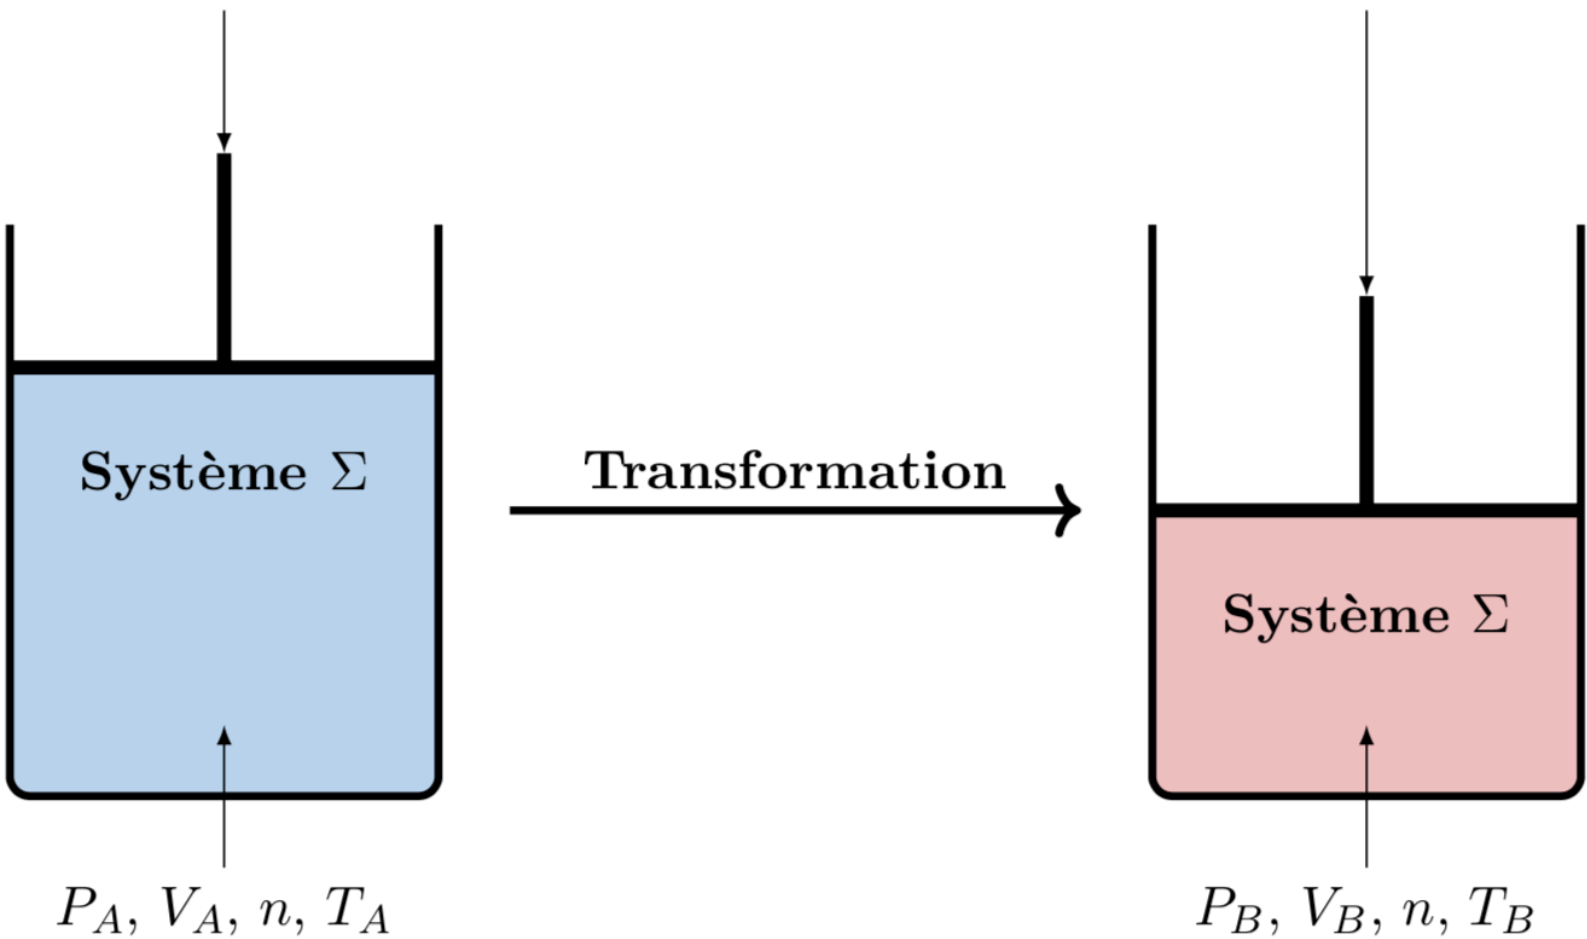 Système Σ
Transformation
Système Σ
P_A, V_A, n, T_A
P_B, V_B, n, T_B